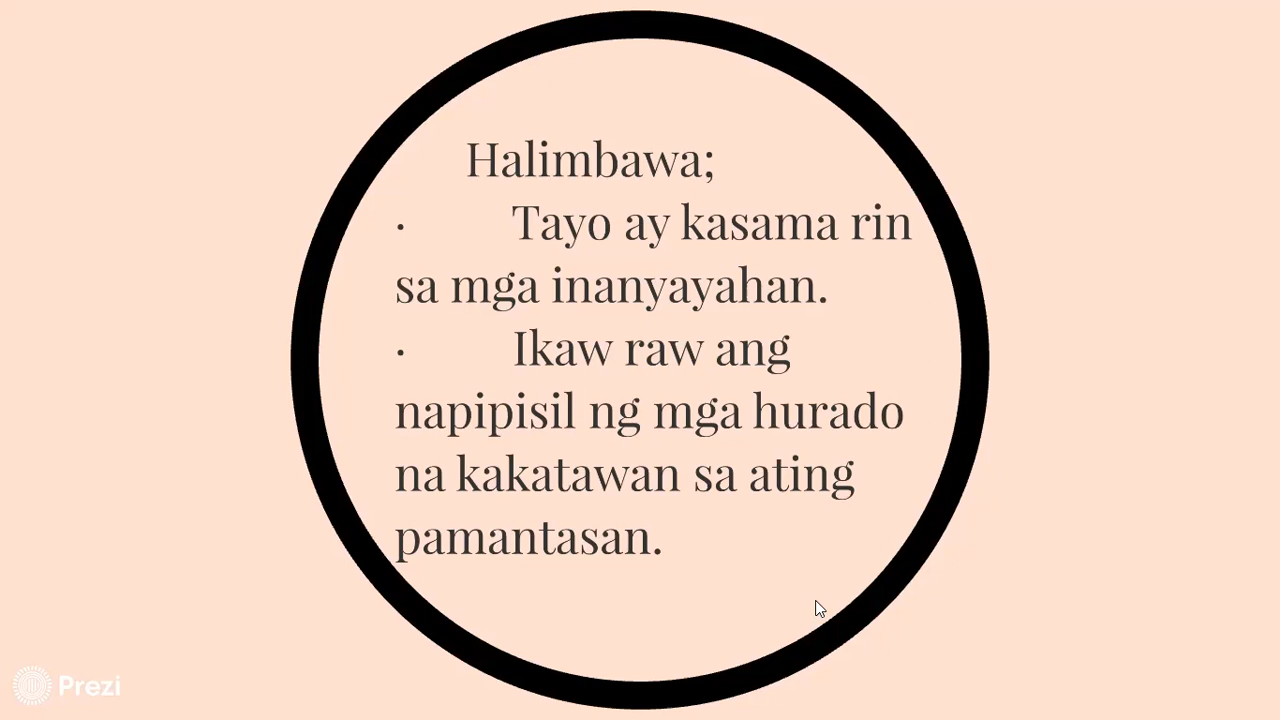 Halimbawa;
· Tayo ay kasama rin
sa mga inanyayahan.
· Ikaw raw ang
napipisil ng mga hurado
na kakatawan sa ating
pamantasan.
Prezi